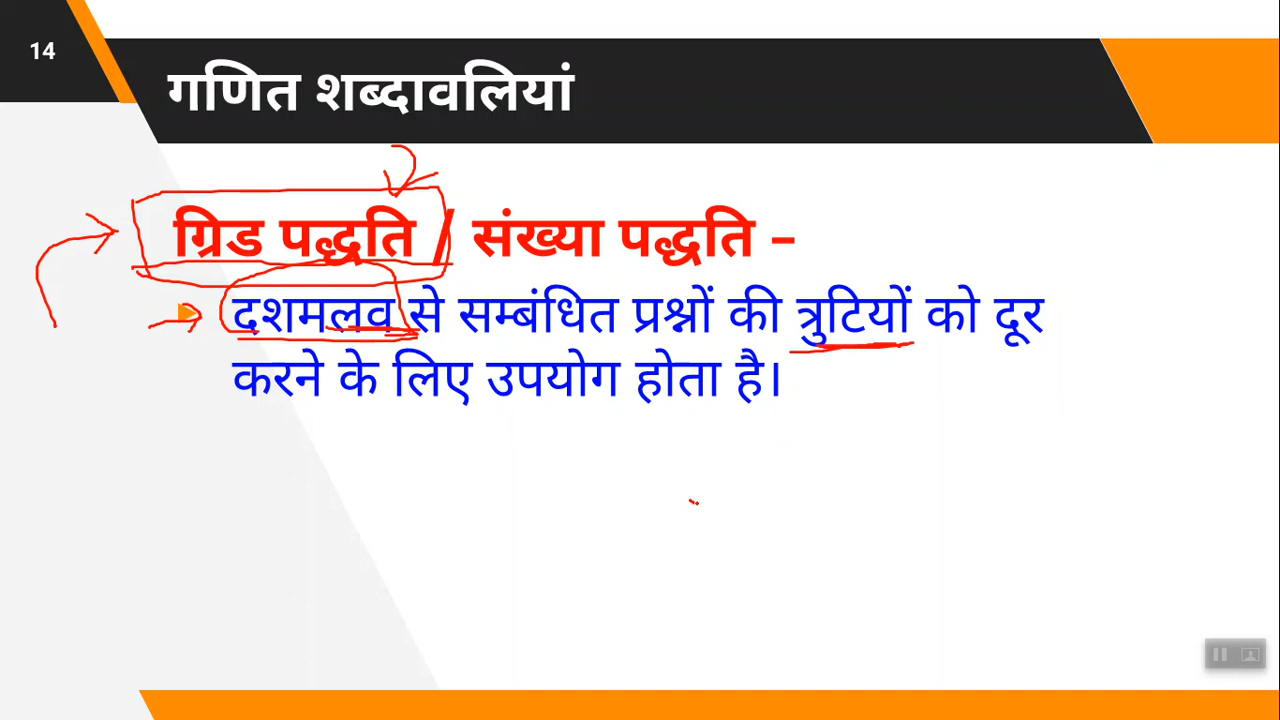 14
गणित शब्दावलियां
ग्रिड पद्धति / संख्या पद्धति –
दशमलव से सम्बंधित प्रश्नों की त्रुटियों को दूर
करने के लिए उपयोग होता है।